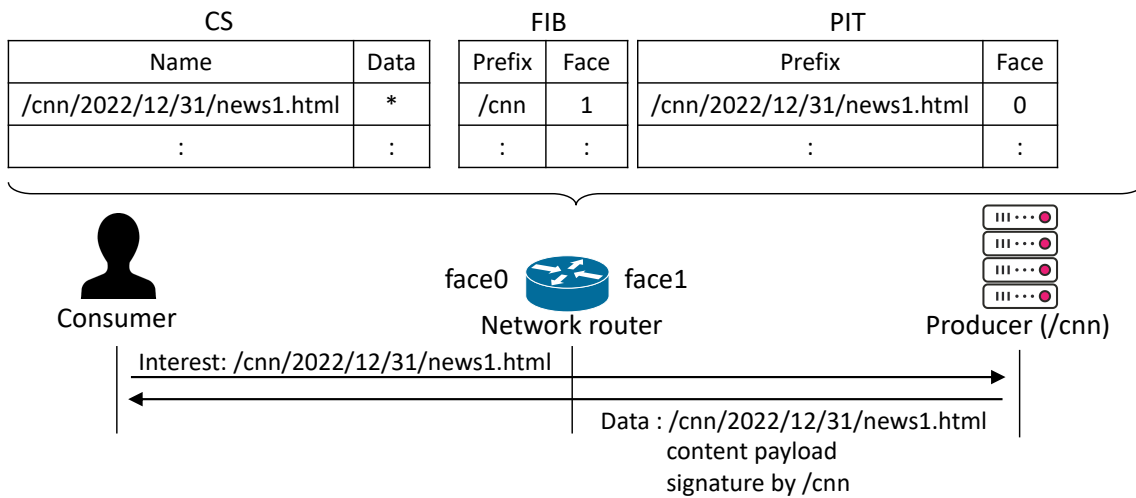 CS FIB PIT
Name Data Prefix Face Prefix Face
/cnn/2022/12/31/news1.html * /cnn 1 /cnn/2022/12/31/news1.html 0
: : : : : :
face0 face1
Consumer Network router Producer (/cnn)
Interest: /cnn/2022/12/31/news1.html
Data : /cnn/2022/12/31/news1.html
content payload
signature by /cnn